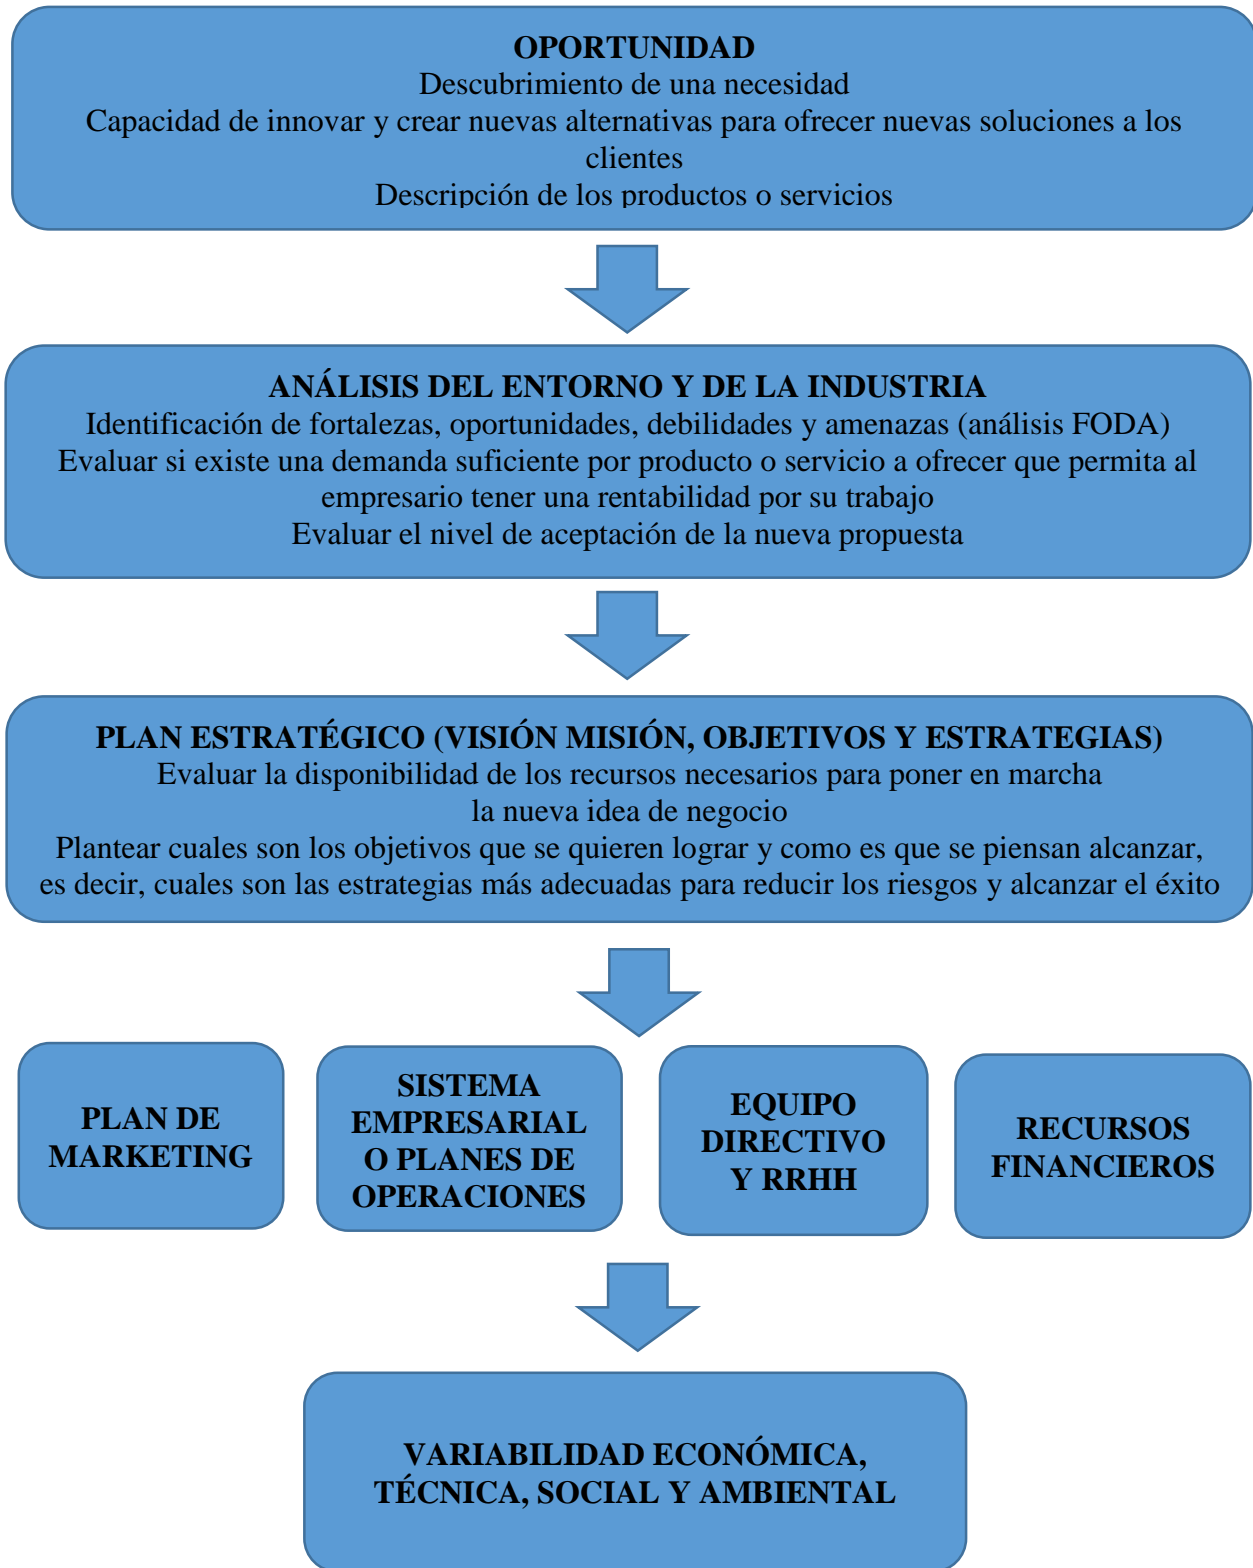 OPORTUNIDAD
Descubrimiento de una necesidad
Capacidad de innovar y crear nuevas alternativas para ofrecer nuevas soluciones a los
clientes
Descripción de los productos o servicios
ANÁLISIS DEL ENTORNO Y DE LA INDUSTRIA
Identificación de fortalezas, oportunidades, debilidades y amenazas (análisis FODA)
Evaluar si existe una demanda suficiente por producto o servicio a ofrecer que permita al
empresario tener una rentabilidad por su trabajo
Evaluar el nivel de aceptación de la nueva propuesta
PLAN ESTRATÉGICO (VISIÓN MISIÓN, OBJETIVOS Y ESTRATEGIAS)
Evaluar la disponibilidad de los recursos necesarios para poner en marcha
la nueva idea de negocio
Plantear cuales son los objetivos que se quieren lograr y como es que se piensan alcanzar,
es decir, cuales son las estrategias más adecuadas para reducir los riesgos y alcanzar el éxito
PLAN DE
MARKETING
SISTEMA
EMPRESARIAL
O PLANES DE
OPERACIONES
EQUIPO
DIRECTIVO
Y RRHH
RECURSOS
FINANCIEROS
VARIABILIDAD ECONÓMICA,
TÉCNICA, SOCIAL Y AMBIENTAL